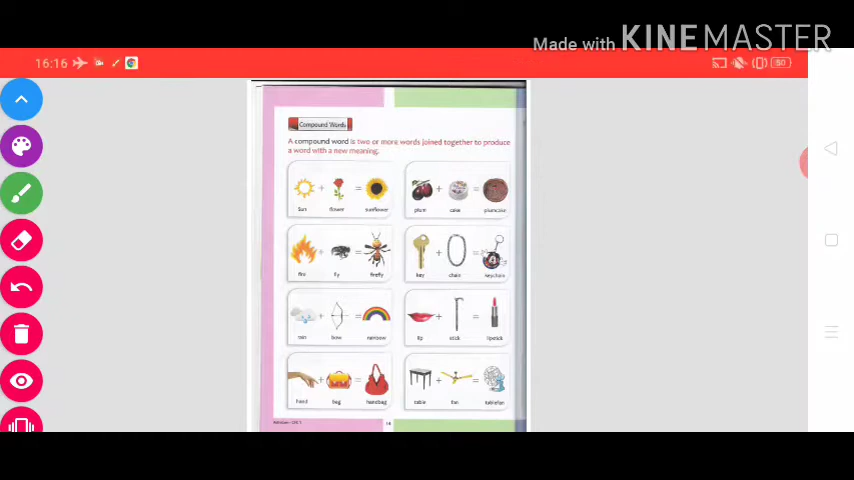 Made with KINEMASTER
16:16
50
Compound Words
A compound word is two or more words joined together to produce
a word with a new meaning.
sun + flower = sunflower
plum + cake = plumcake
fire + fly = firefly
key + chain = keychain
rain + bow = rainbow
lip + stick = lipstick
hand + bag = handbag
table + fan = tablefan